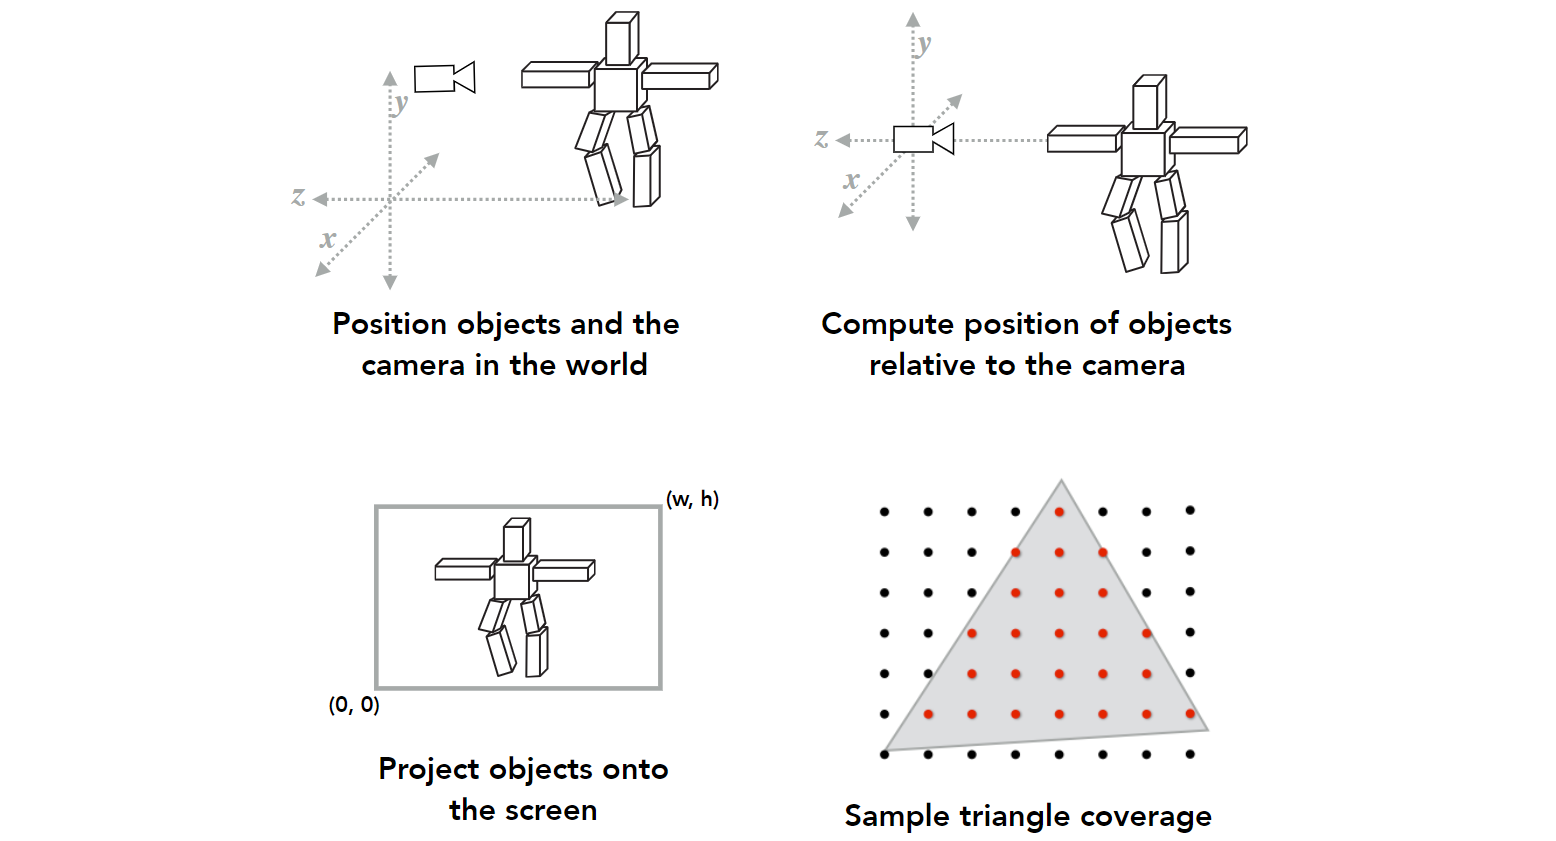 y
z
x
Position objects and the
camera in the world
y
z
x
Compute position of objects
relative to the camera
(w, h)
(0, 0)
Project objects onto
the screen
Sample triangle coverage